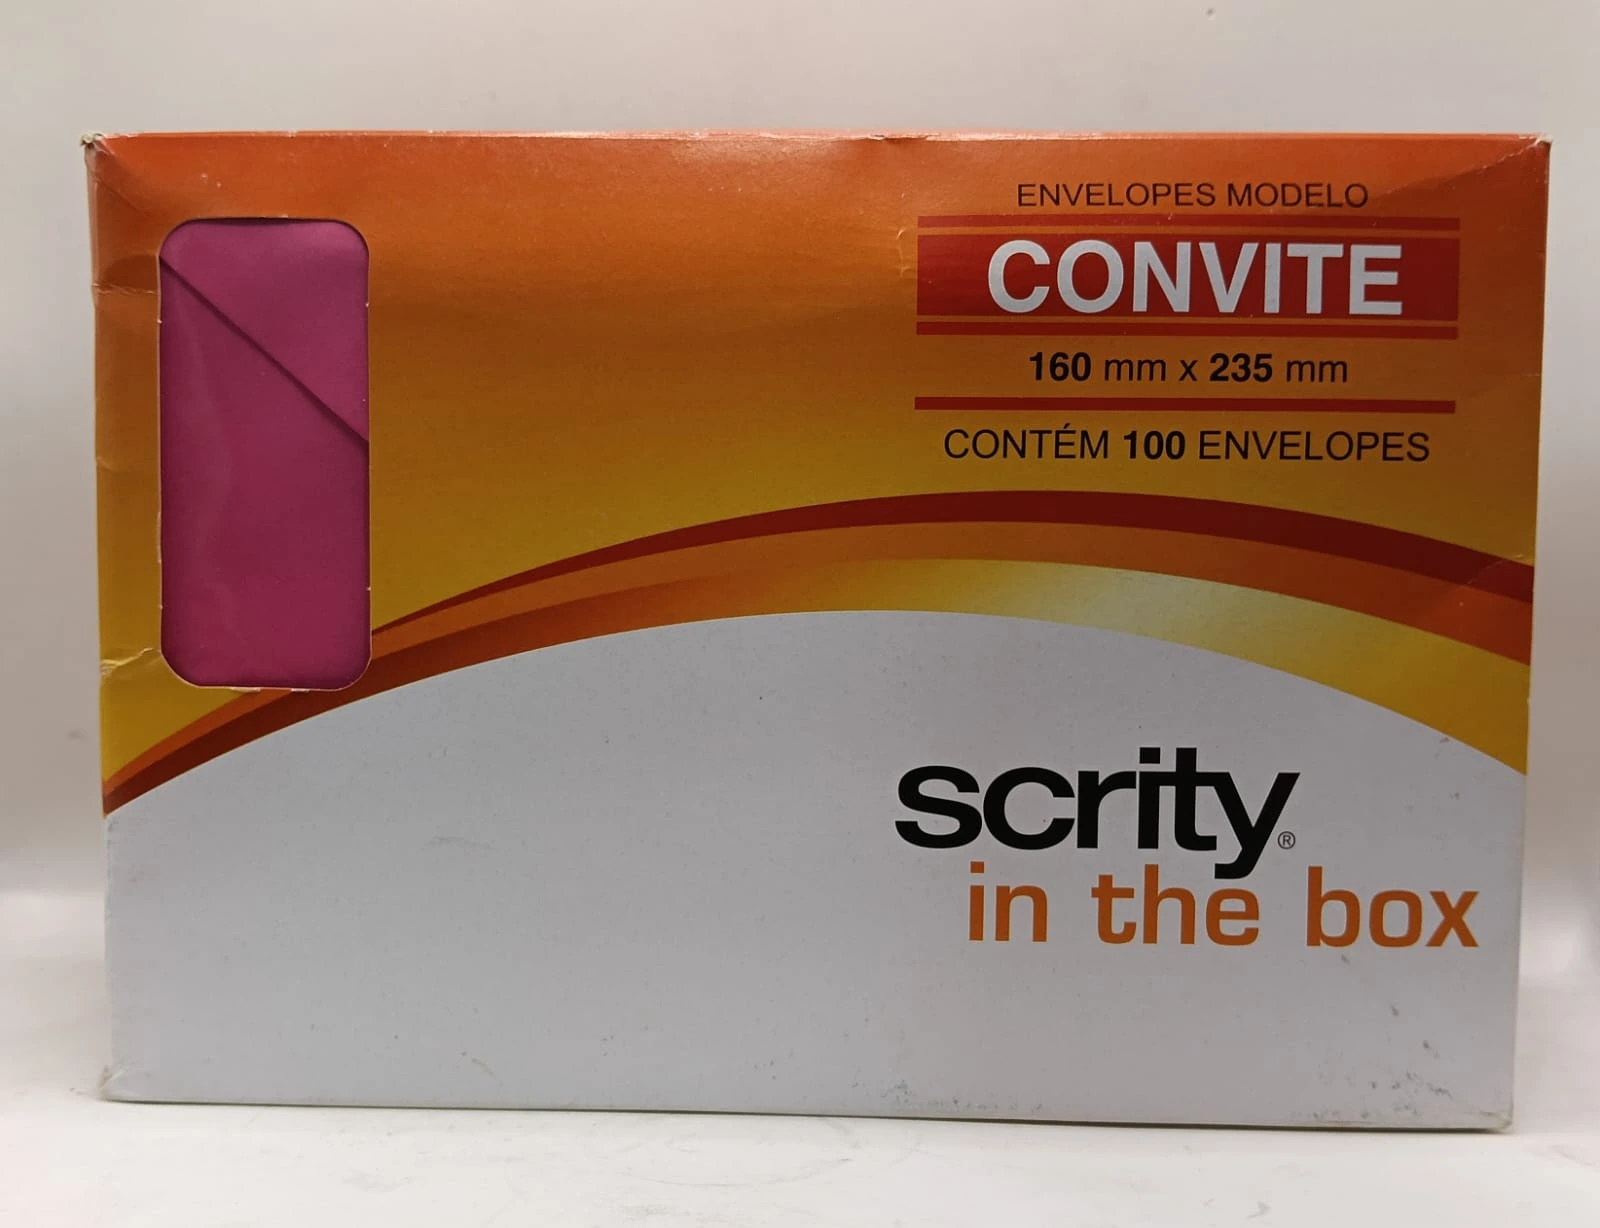 ENVELOPES MODELO
CONVITE
160 mm x 235 mm
CONTÉM 100 ENVELOPES
scrity®
in the box